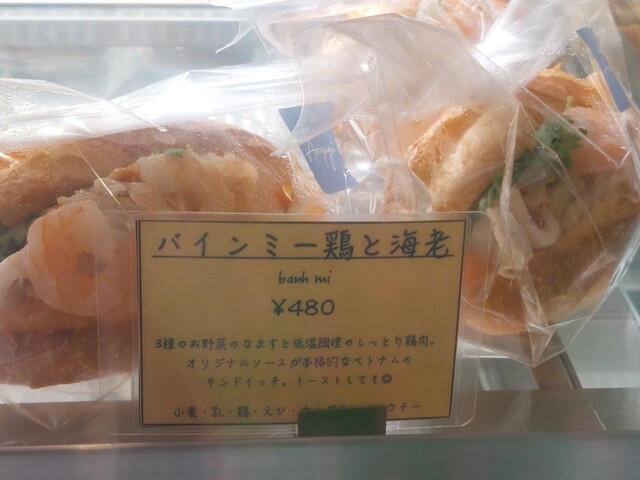 バインミー鶏と海老
banh mi
¥480
3種のお野菜のなますと低温調理のしっとり鶏肉。
オリジナルソースが本格的なベトナムの
サンドイッチ。トーストしても◎
小麦・乳・鶏・えび・